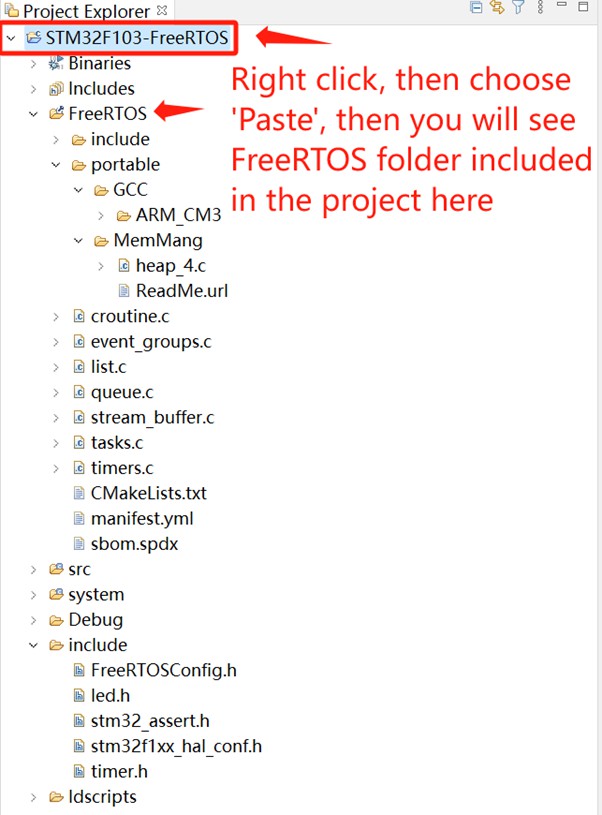 Project Explorer
STM32F103-FreeRTOS
Binaries
Includes
FreeRTOS
include
portable
GCC
ARM_CM3
MemMang
heap_4.c
ReadMe.url
croutine.c
event_groups.c
list.c
queue.c
stream_buffer.c
tasks.c
timers.c
CMakeLists.txt
manifest.yml
sbom.spdx
src
system
Debug
include
FreeRTOSConfig.h
led.h
stm32_assert.h
stm32f1xx_hal_conf.h
timer.h
ldscripts
Right click, then choose
'Paste', then you will see
FreeRTOS folder included
in the project here